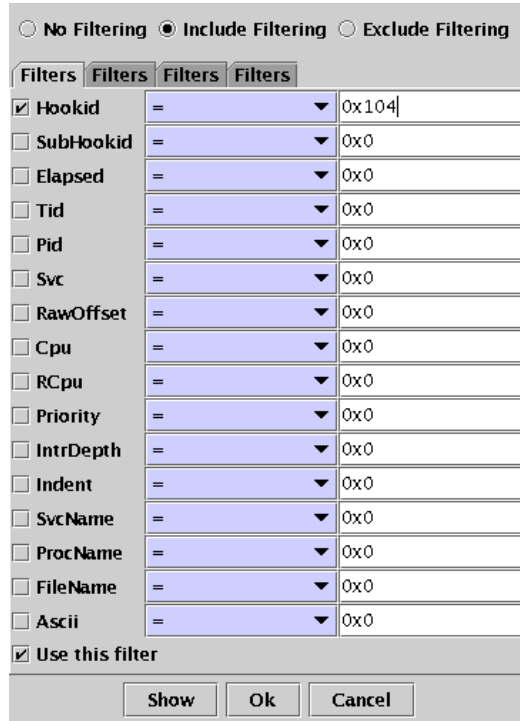 No Filtering Include Filtering Exclude Filtering
Filters Filters Filters Filters
Hookid = 0x104
SubHookid = 0x0
Elapsed = 0x0
Tid = 0x0
Pid = 0x0
Svc = 0x0
RawOffset = 0x0
Cpu = 0x0
RCpu = 0x0
Priority = 0x0
IntrDepth = 0x0
Indent = 0x0
SvcName = 0x0
ProcName = 0x0
FileName = 0x0
Ascii = 0x0
Use this filter
Show Ok Cancel